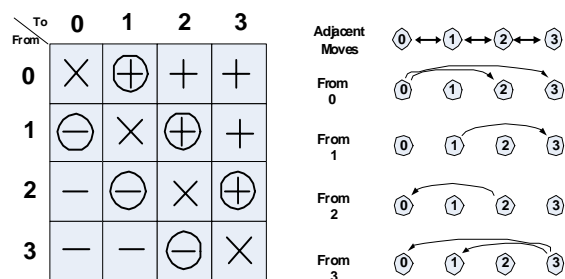 To
From
0 1 2 3
0 × ⊕ + +
1 ⊖ × ⊕ +
2 − ⊖ × ⊕
3 − − ⊖ ×
Adjacent
Moves
0 1 2 3
From
0
0 1 2 3
From
1
0 1 2 3
From
2
0 1 2 3
From
3
0 1 2 3